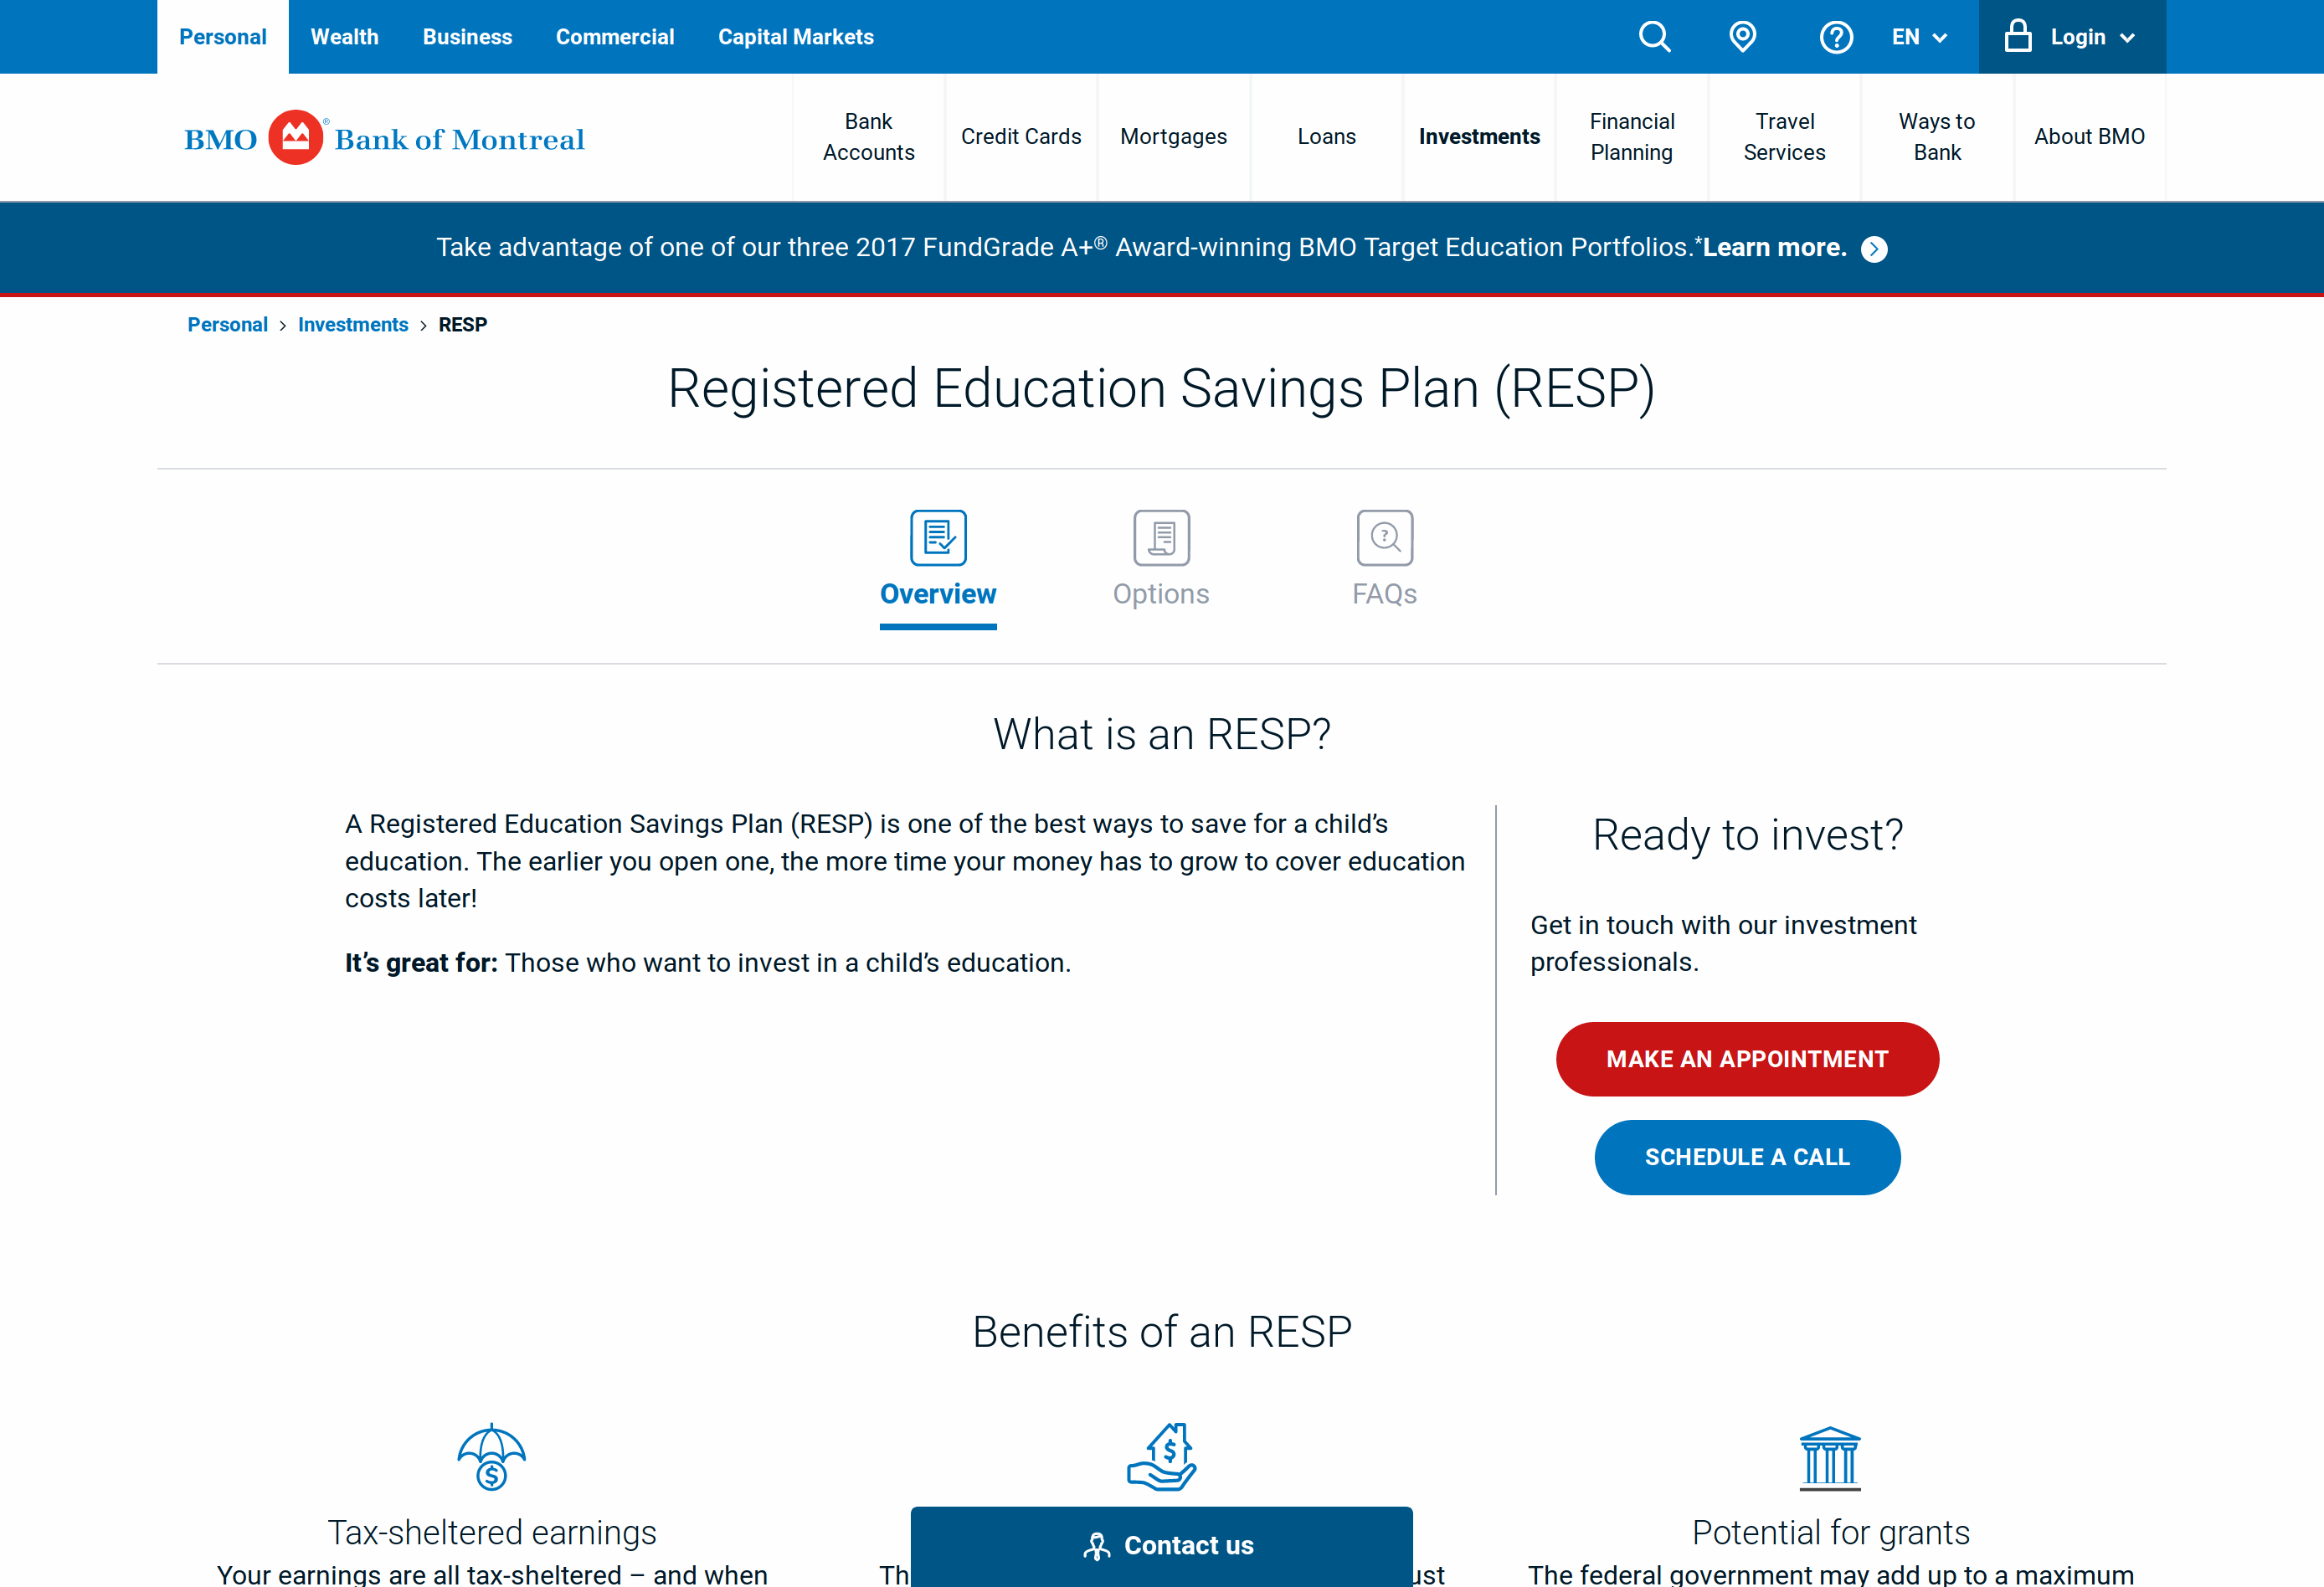 Personal
Wealth
Business
Commercial
Capital Markets
EN
Login
BMO ® Bank of Montreal
Bank
Accounts
Credit Cards
Mortgages
Loans
Investments
Financial
Planning
Travel
Services
Ways to
Bank
About BMO
Take advantage of one of our three 2017 FundGrade A+® Award-winning BMO Target Education Portfolios.*Learn more.
Personal > Investments > RESP
Registered Education Savings Plan (RESP)
Overview
Options
FAQs
What is an RESP?
A Registered Education Savings Plan (RESP) is one of the best ways to save for a child’s
education. The earlier you open one, the more time your money has to grow to cover education
costs later!
It’s great for: Those who want to invest in a child’s education.
Ready to invest?
Get in touch with our investment
professionals.
MAKE AN APPOINTMENT
SCHEDULE A CALL
Benefits of an RESP
Tax-sheltered earnings
Your earnings are all tax-sheltered – and when
Contact us
Potential for grants
The federal government may add up to a maximum